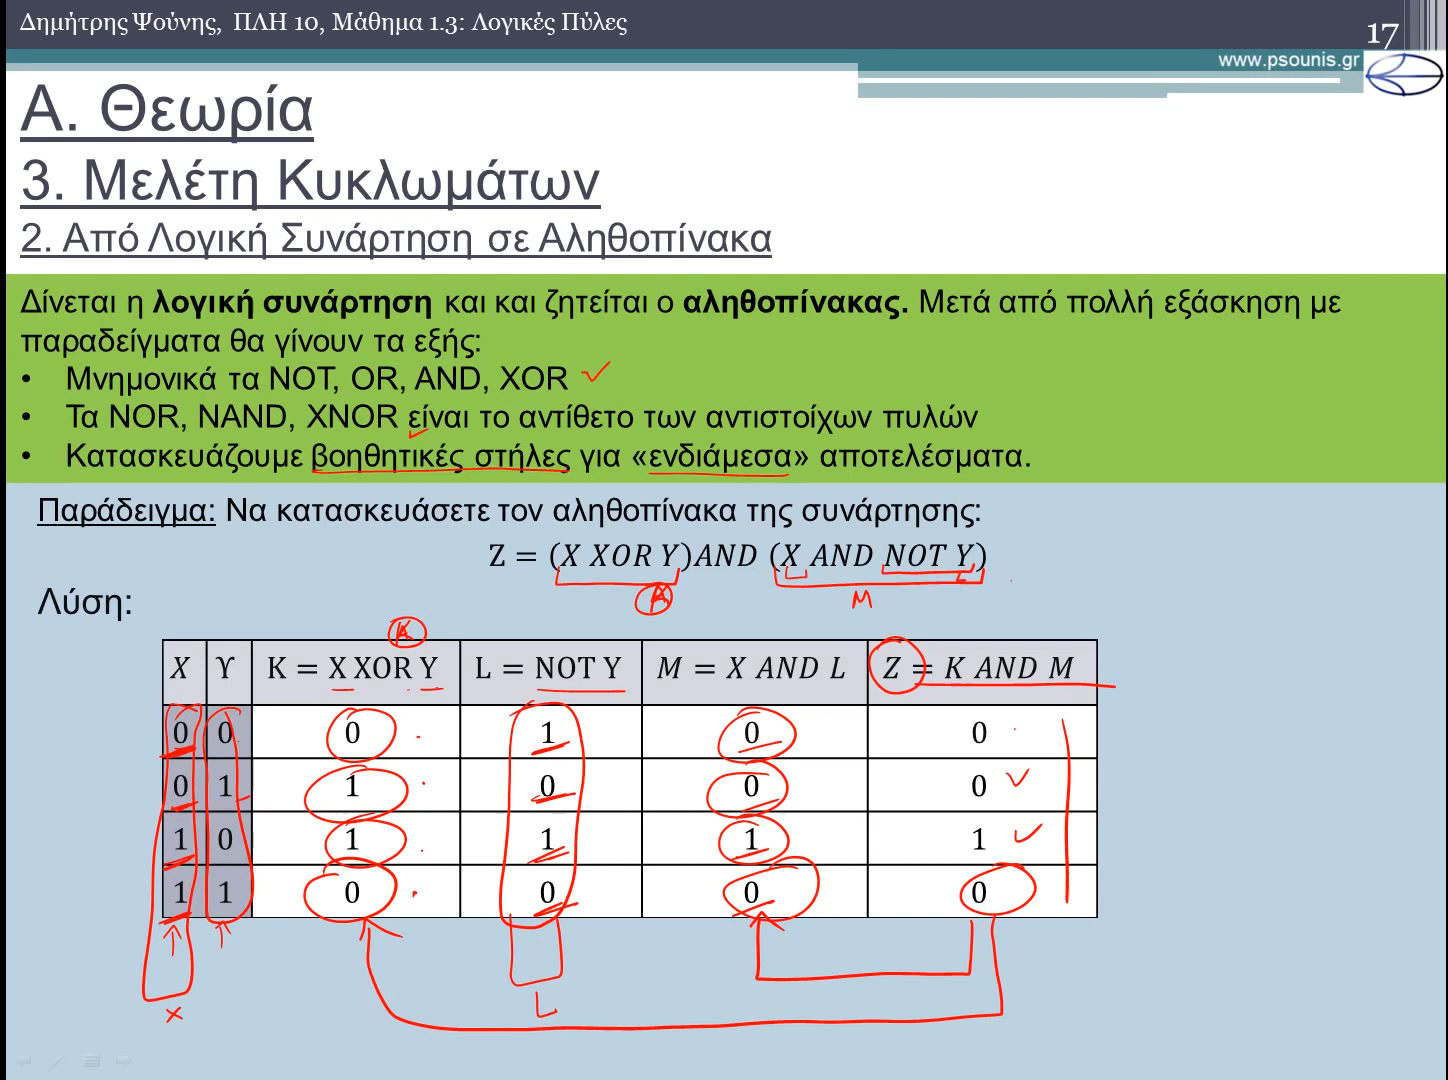 Δημήτρης Ψούνης, ΠΛΗ 10, Μάθημα 1.3: Λογικές Πύλες
17
www.psounis.gr
Α. Θεωρία
3. Μελέτη Κυκλωμάτων
2. Από Λογική Συνάρτηση σε Αληθοπίνακα
Δίνεται η λογική συνάρτηση και και ζητείται ο αληθοπίνακας. Μετά από πολλή εξάσκηση με
παραδείγματα θα γίνουν τα εξής:
• Μνημονικά τα NOT, OR, AND, XOR
• Τα NOR, NAND, XNOR είναι το αντίθετο των αντιστοίχων πυλών
• Κατασκευάζουμε βοηθητικές στήλες για «ενδιάμεσα» αποτελέσματα.
Παράδειγμα: Να κατασκευάσετε τον αληθοπίνακα της συνάρτησης:
Z = (X XOR Y)AND (X AND NOT Y)
M
Λύση:
X Υ K = X XOR Y L = NOT Y M = X AND L Z = K AND M
0 0 0 1 0 0
0 1 1 0 0 0
1 0 1 1 1 1
1 1 0 0 0 0
x
L